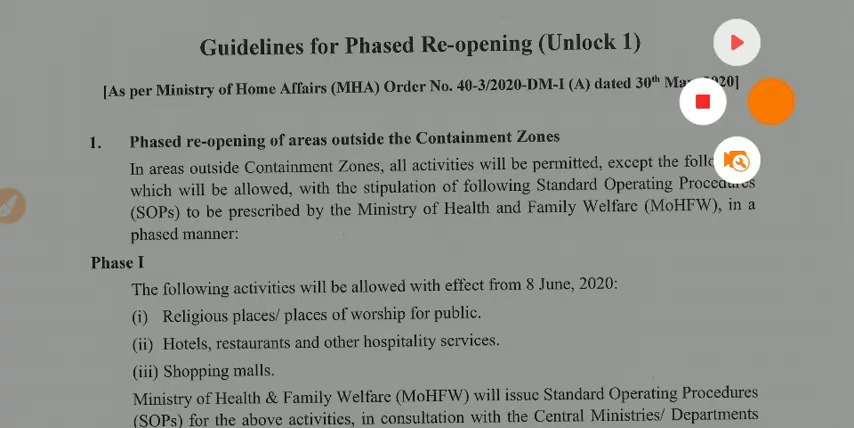 Guidelines for Phased Re-opening (Unlock 1)
[As per Ministry of Home Affairs (MHA) Order No. 40-3/2020-DM-I (A) dated 30th May 2020]
1. Phased re-opening of areas outside the Containment Zones
In areas outside Containment Zones, all activities will be permitted, except the
which will be allowed, with the stipulation of following Standard Operating Procedures
(SOPs) to be prescribed by the Ministry of Health and Family Welfare (MoHFW), in a
phased manner:
Phase I
The following activities will be allowed with effect from 8 June, 2020:
(i) Religious places/ places of worship for public.
(ii) Hotels, restaurants and other hospitality services.
(iii) Shopping malls.
Ministry of Health & Family Welfare (MoHFW) will issue Standard Operating Procedures
(SOPs) for the above activities, in consultation with the Central Ministries/ Departments